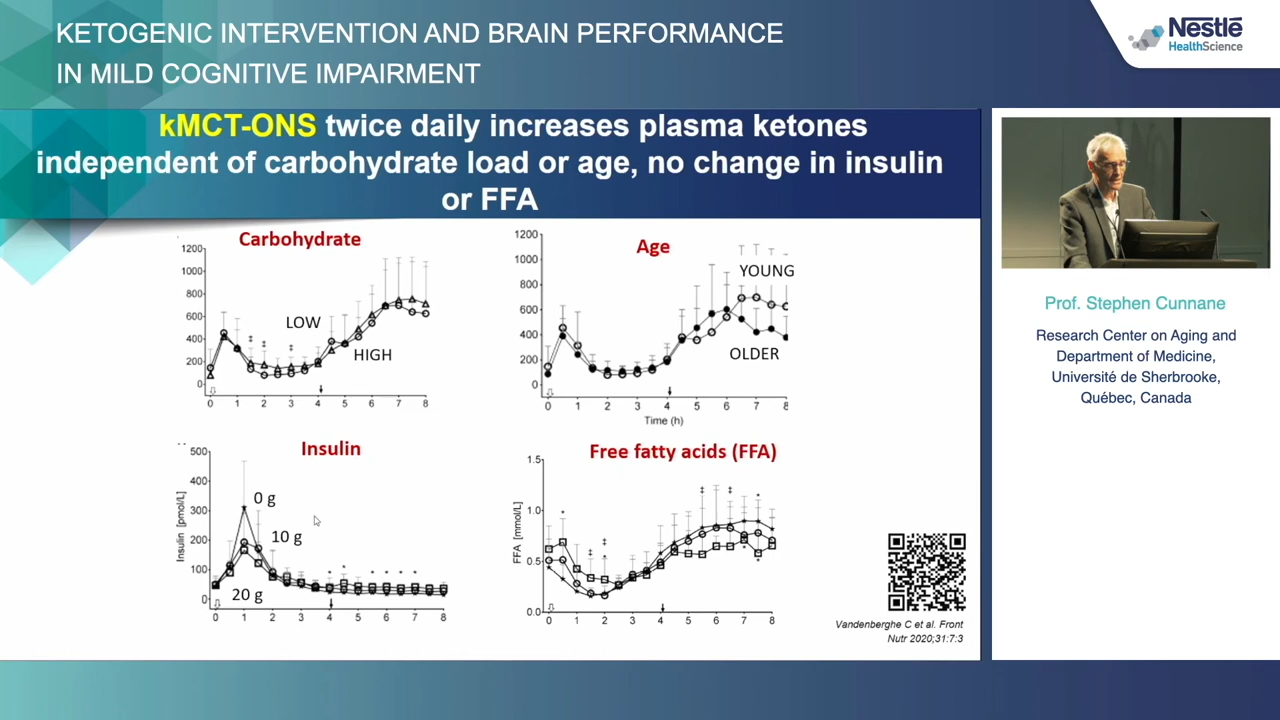 KETOGENIC INTERVENTION AND BRAIN PERFORMANCE
IN MILD COGNITIVE IMPAIRMENT
Nestlé
HealthScience
kMCT-ONS twice daily increases plasma ketones
independent of carbohydrate load or age, no change in insulin
or FFA
Carbohydrate
1200
1000
800
600
400
200
0
LOW
HIGH
‡ ‡ ‡
0 1 2 3 4 5 6 7 8
Age
1200
1000
800
600
400
200
0
YOUNG
OLDER
0 1 2 3 4 5 6 7 8
Time (h)
Insulin
Insulin [pmol/L]
500
400
300
200
100
0
0 g
10 g
20 g
* * * * * *
0 1 2 3 4 5 6 7 8
Free fatty acids (FFA)
FFA [mmol/L]
1.5
1.0
0.5
0.0
0 1 2 3 4 5 6 7 8
Vandenberghe C et al. Front
Nutr 2020;31:7:3
Prof. Stephen Cunnane
Research Center on Aging and
Department of Medicine,
Université de Sherbrooke,
Québec, Canada